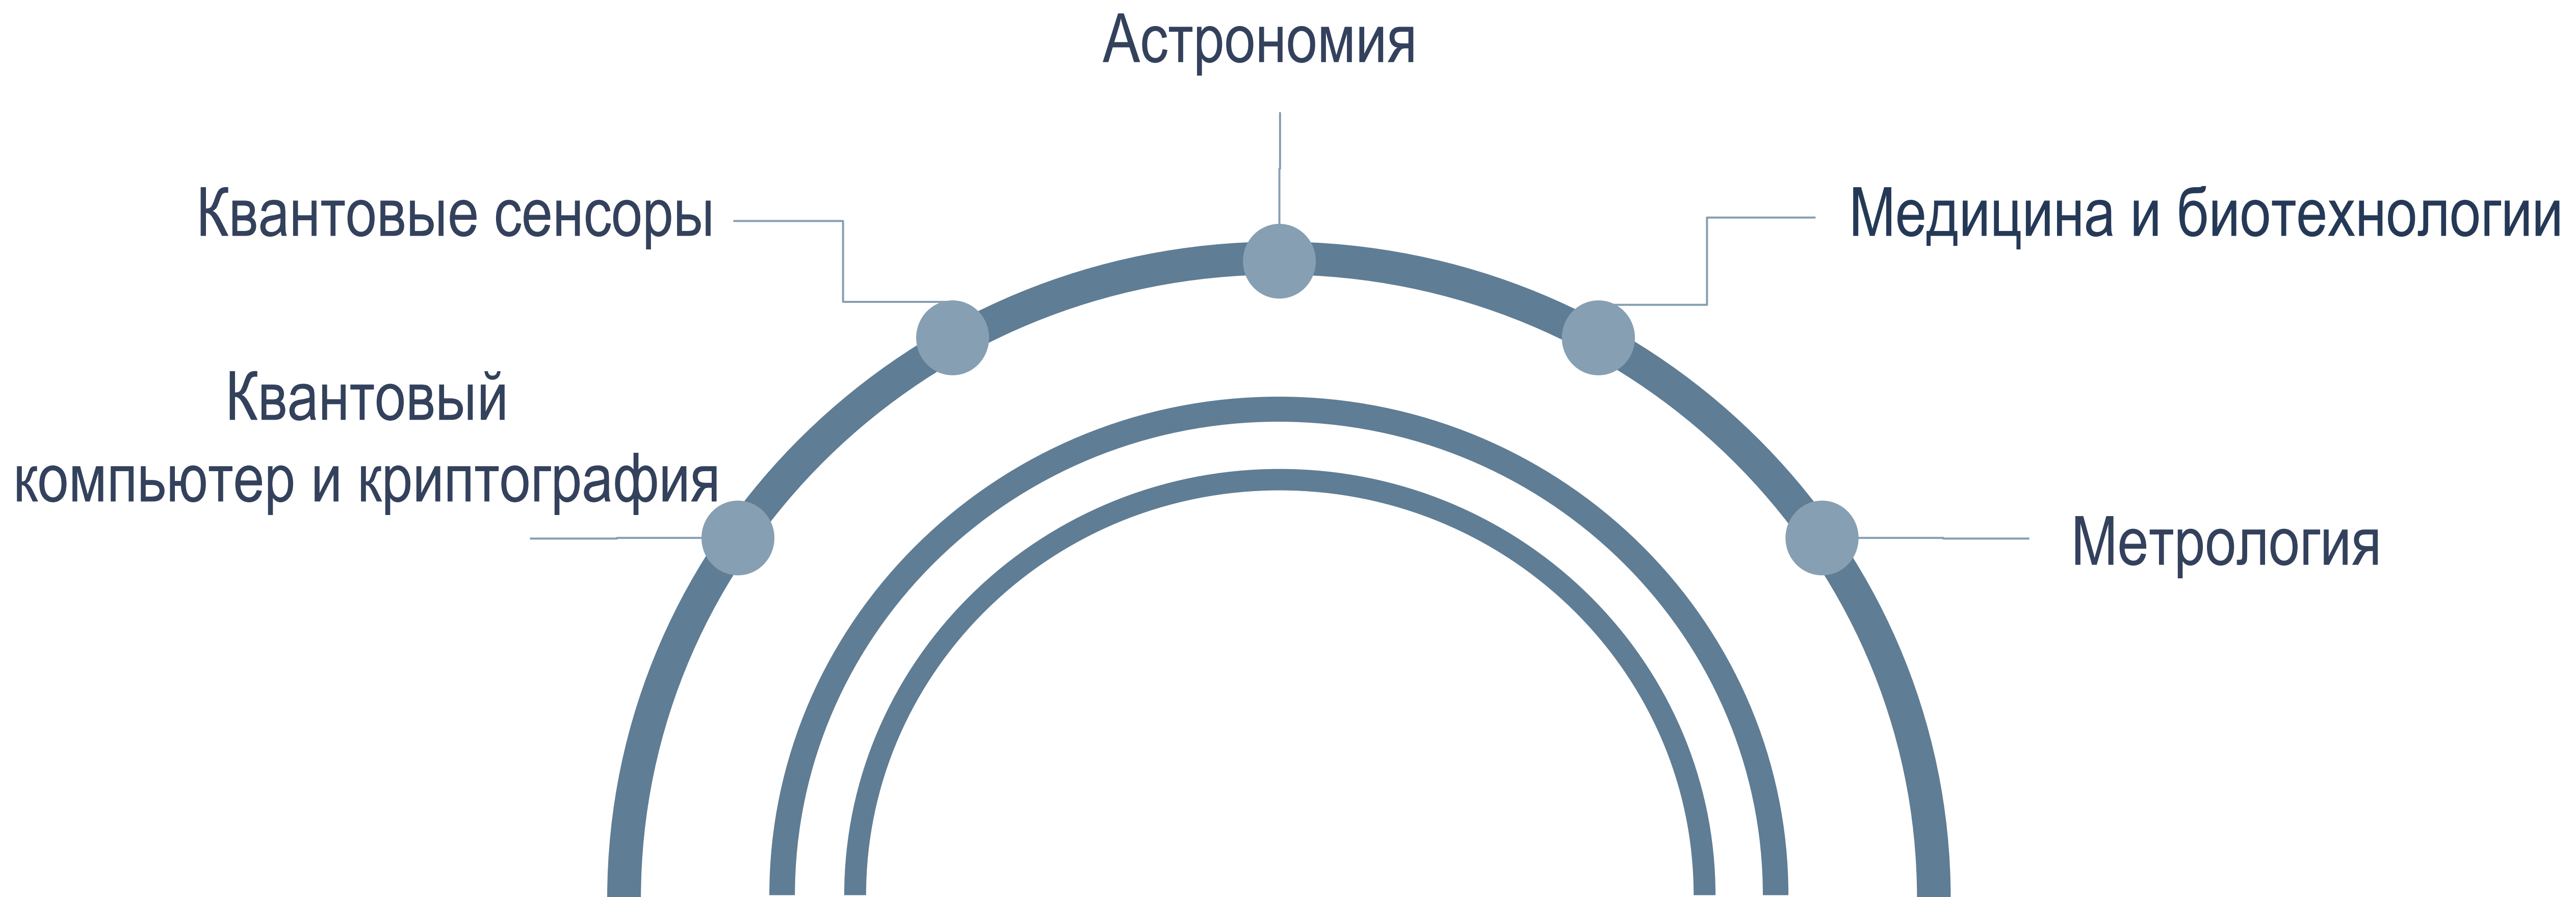 Астрономия
Квантовые сенсоры
Медицина и биотехнологии
Квантовый
компьютер и криптография
Метрология